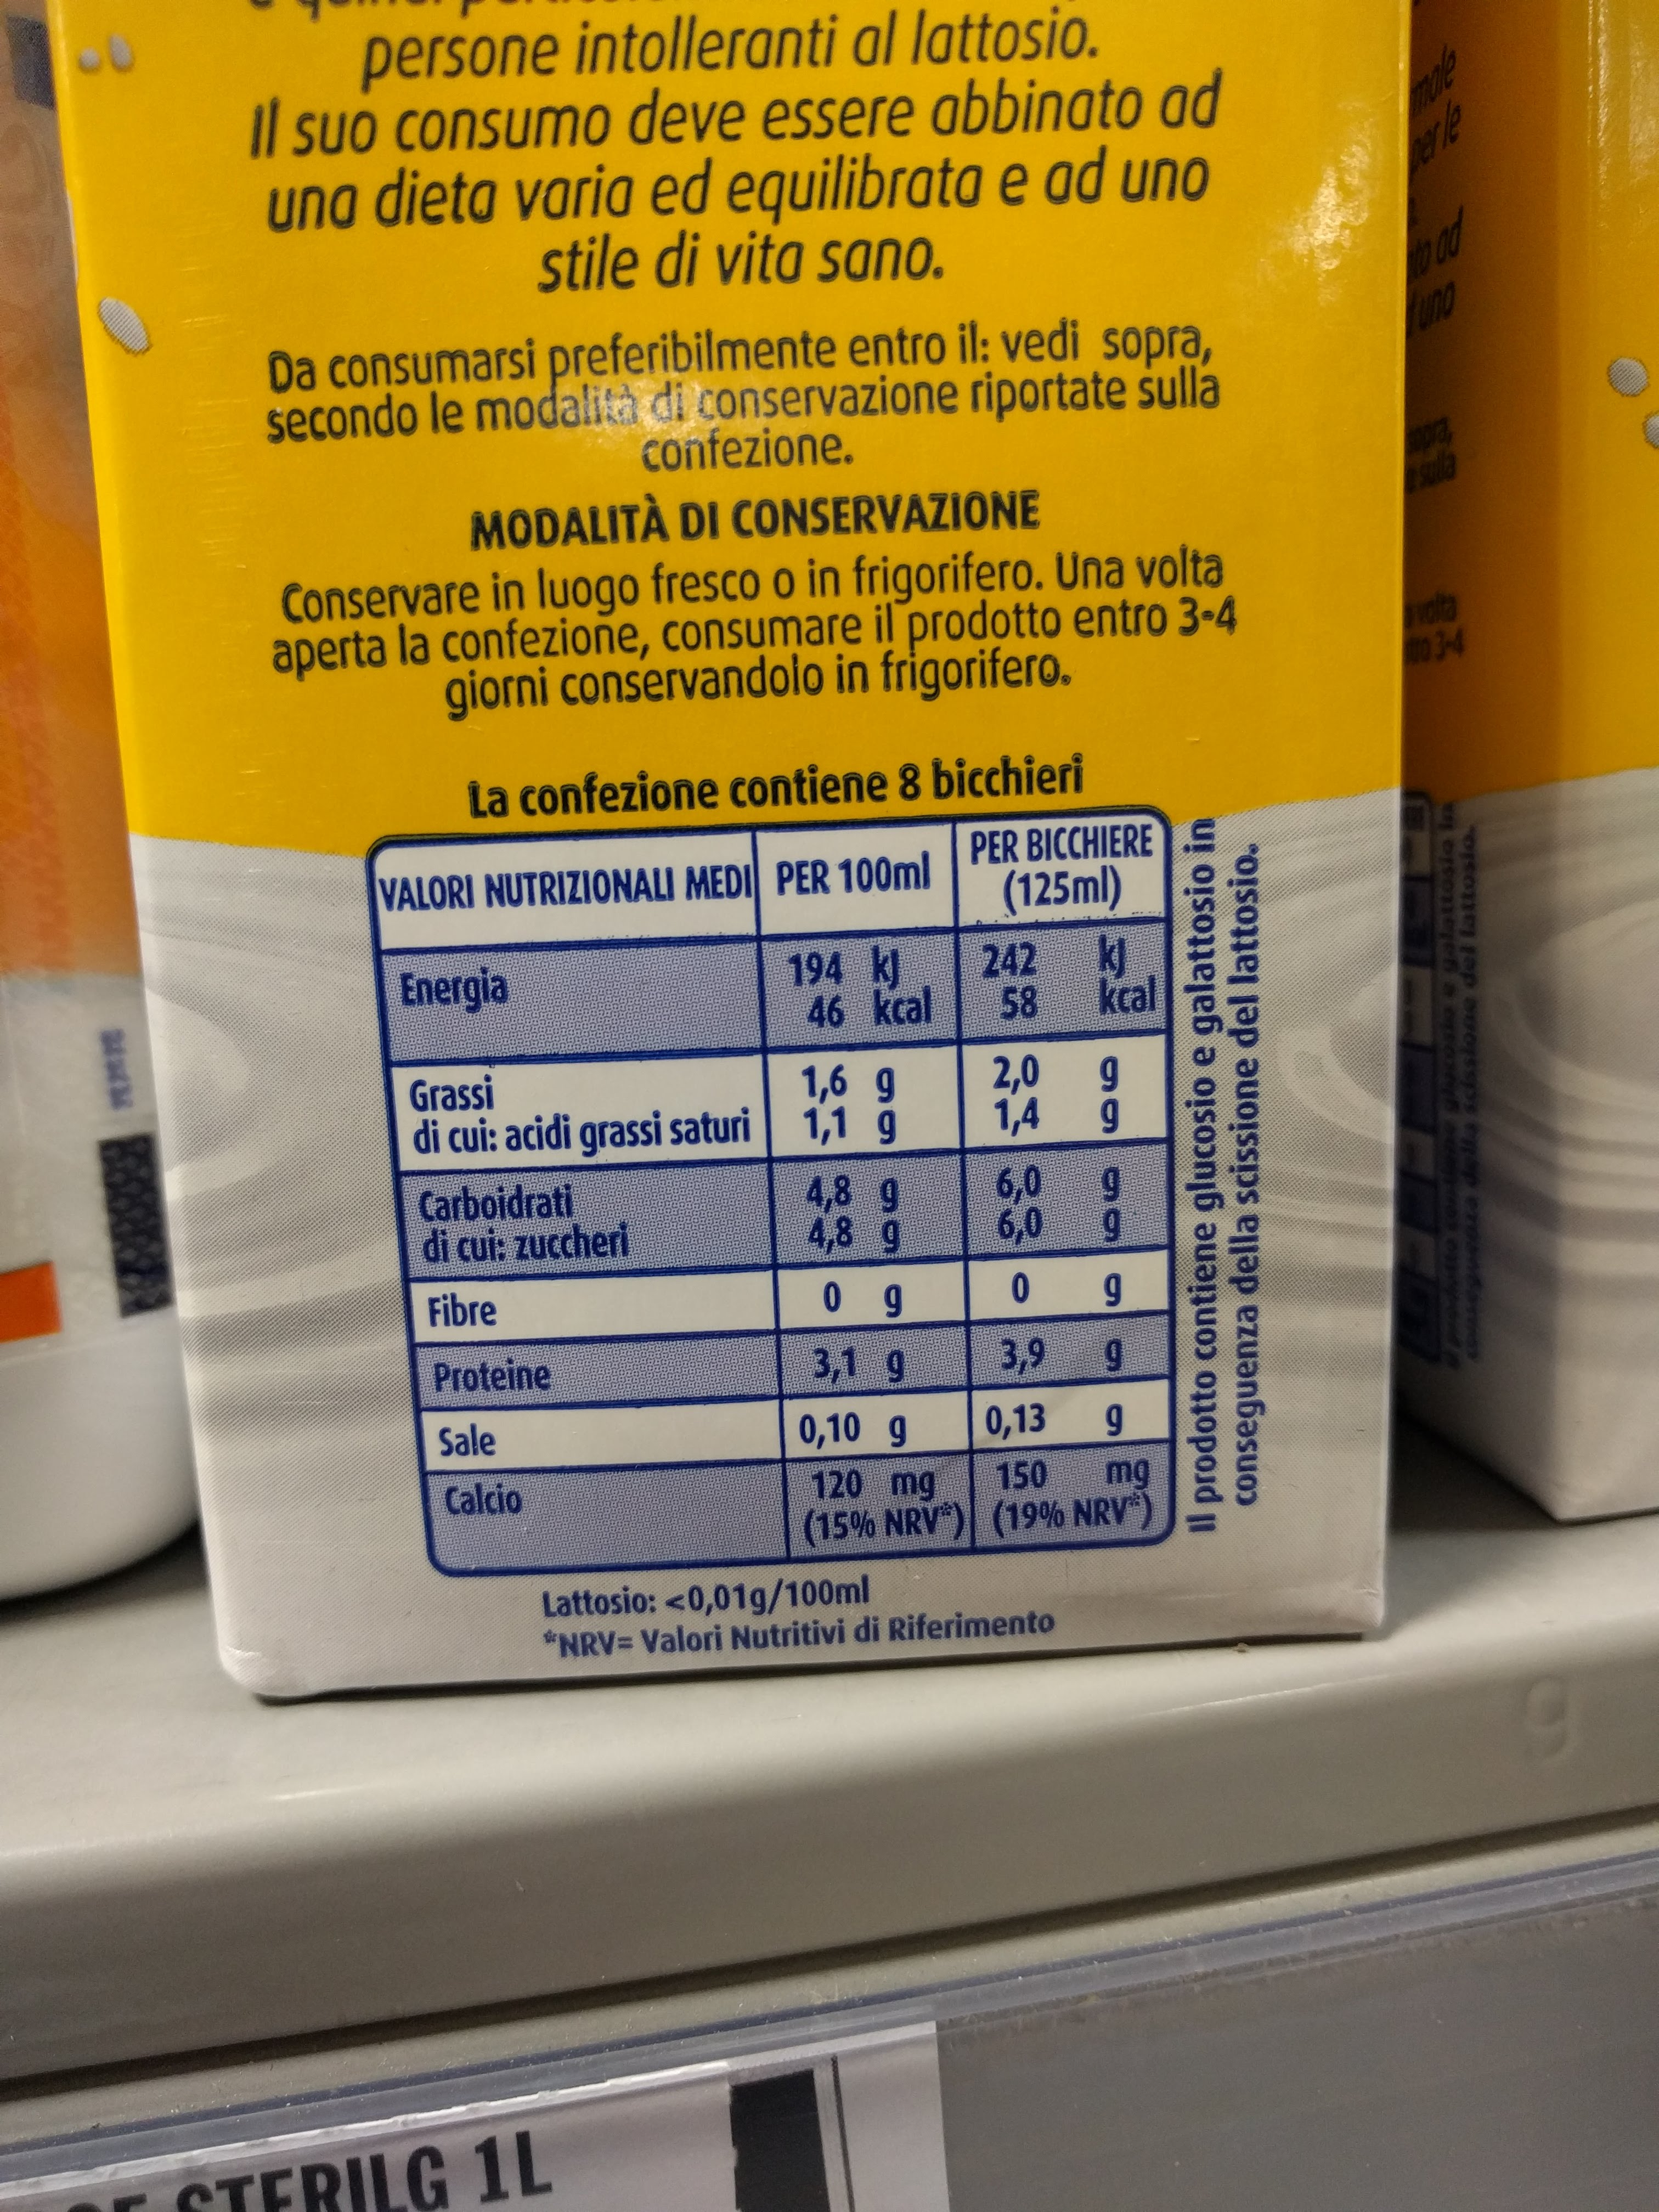 persone intolleranti al lattosio.
Il suo consumo deve essere abbinato ad
una dieta varia ed equilibrata e ad uno
stile di vita sano.
Da consumarsi preferibilmente entro il: vedi sopra,
secondo le modalità di conservazione riportate sulla
confezione.
MODALITÀ DI CONSERVAZIONE
Conservare in luogo fresco o in frigorifero. Una volta
aperta la confezione, consumare il prodotto entro 3-4
giorni conservandolo in frigorifero.
La confezione contiene 8 bicchieri
VALORI NUTRIZIONALI MEDI PER 100ml PER BICCHIERE (125ml)
Energia 194 kJ 242 kJ
46 kcal 58 kcal
Grassi 1,6 g 2,0 g
di cui: acidi grassi saturi 1,1 g 1,4 g
Carboidrati 4,8 g 6,0 g
di cui: zuccheri 4,8 g 6,0 g
Fibre 0 g 0 g
Proteine 3,1 g 3,9 g
Sale 0,10 g 0,13 g
Calcio 120 mg 150 mg
(15% NRV*) (19% NRV*)
Il prodotto contiene glucosio e galattosio in
conseguenza della scissione del lattosio.
Lattosio: <0,01g/100ml
*NRV= Valori Nutritivi di Riferimento
per le
ad
uno
sulla
volta
3-4
STERILG 1L